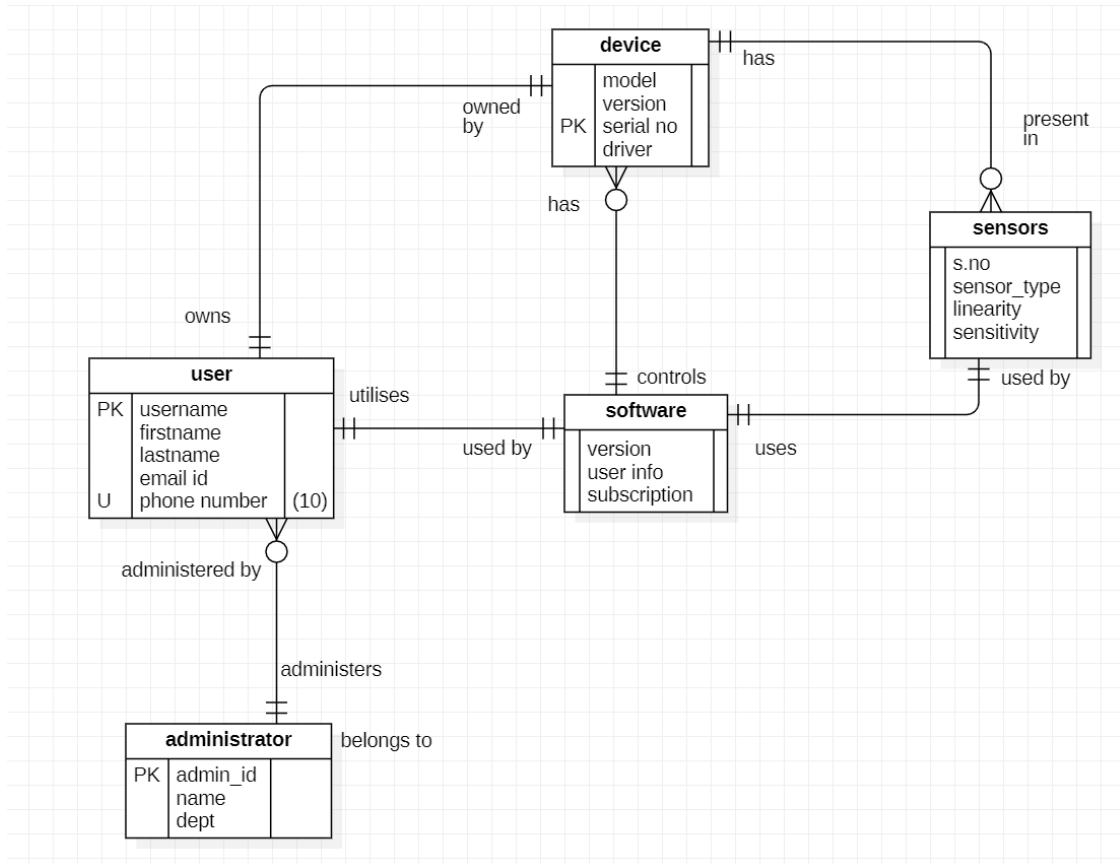 device
model
version
PK serial no
driver
has
owned
by
present
in
has
sensors
s.no
sensor_type
linearity
sensitivity
owns
user
PK username
firstname
lastname
email id
U phone number (10)
utilises
used by
controls
software
version
user info
subscription
used by
uses
administered by
administers
administrator
belongs to
PK admin_id
name
dept